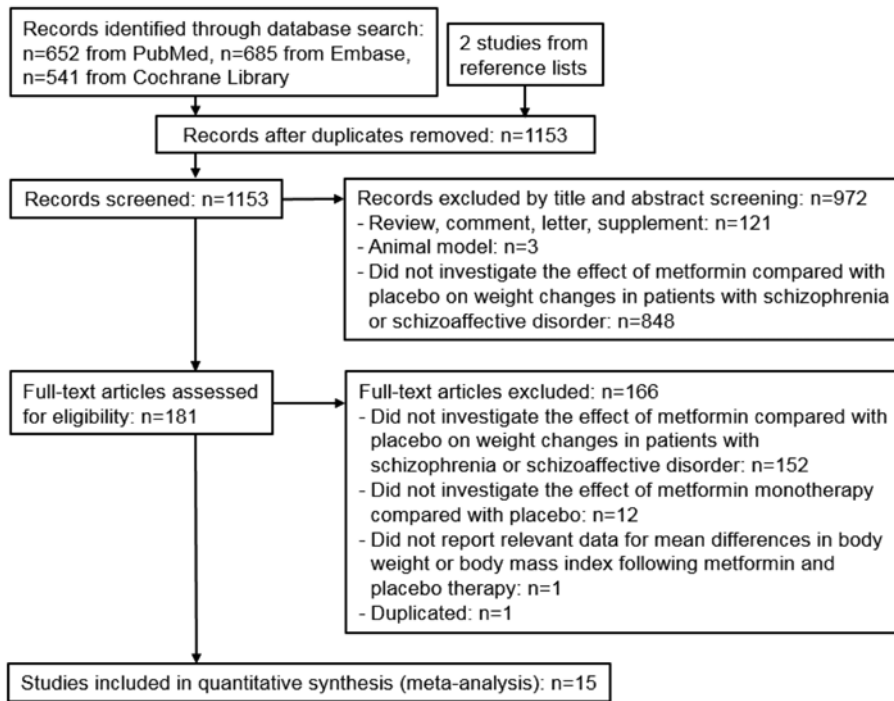 Records identified through database search:
n=652 from PubMed, n=685 from Embase,
n=541 from Cochrane Library
2 studies from
reference lists
Records after duplicates removed: n=1153
Records screened: n=1153
Records excluded by title and abstract screening: n=972
- Review, comment, letter, supplement: n=121
- Animal model: n=3
- Did not investigate the effect of metformin compared with
placebo on weight changes in patients with schizophrenia
or schizoaffective disorder: n=848
Full-text articles assessed
for eligibility: n=181
Full-text articles excluded: n=166
- Did not investigate the effect of metformin compared with
placebo on weight changes in patients with
schizophrenia or schizoaffective disorder: n=152
- Did not investigate the effect of metformin monotherapy
compared with placebo: n=12
- Did not report relevant data for mean differences in body
weight or body mass index following metformin and
placebo therapy: n=1
- Duplicated: n=1
Studies included in quantitative synthesis (meta-analysis): n=15